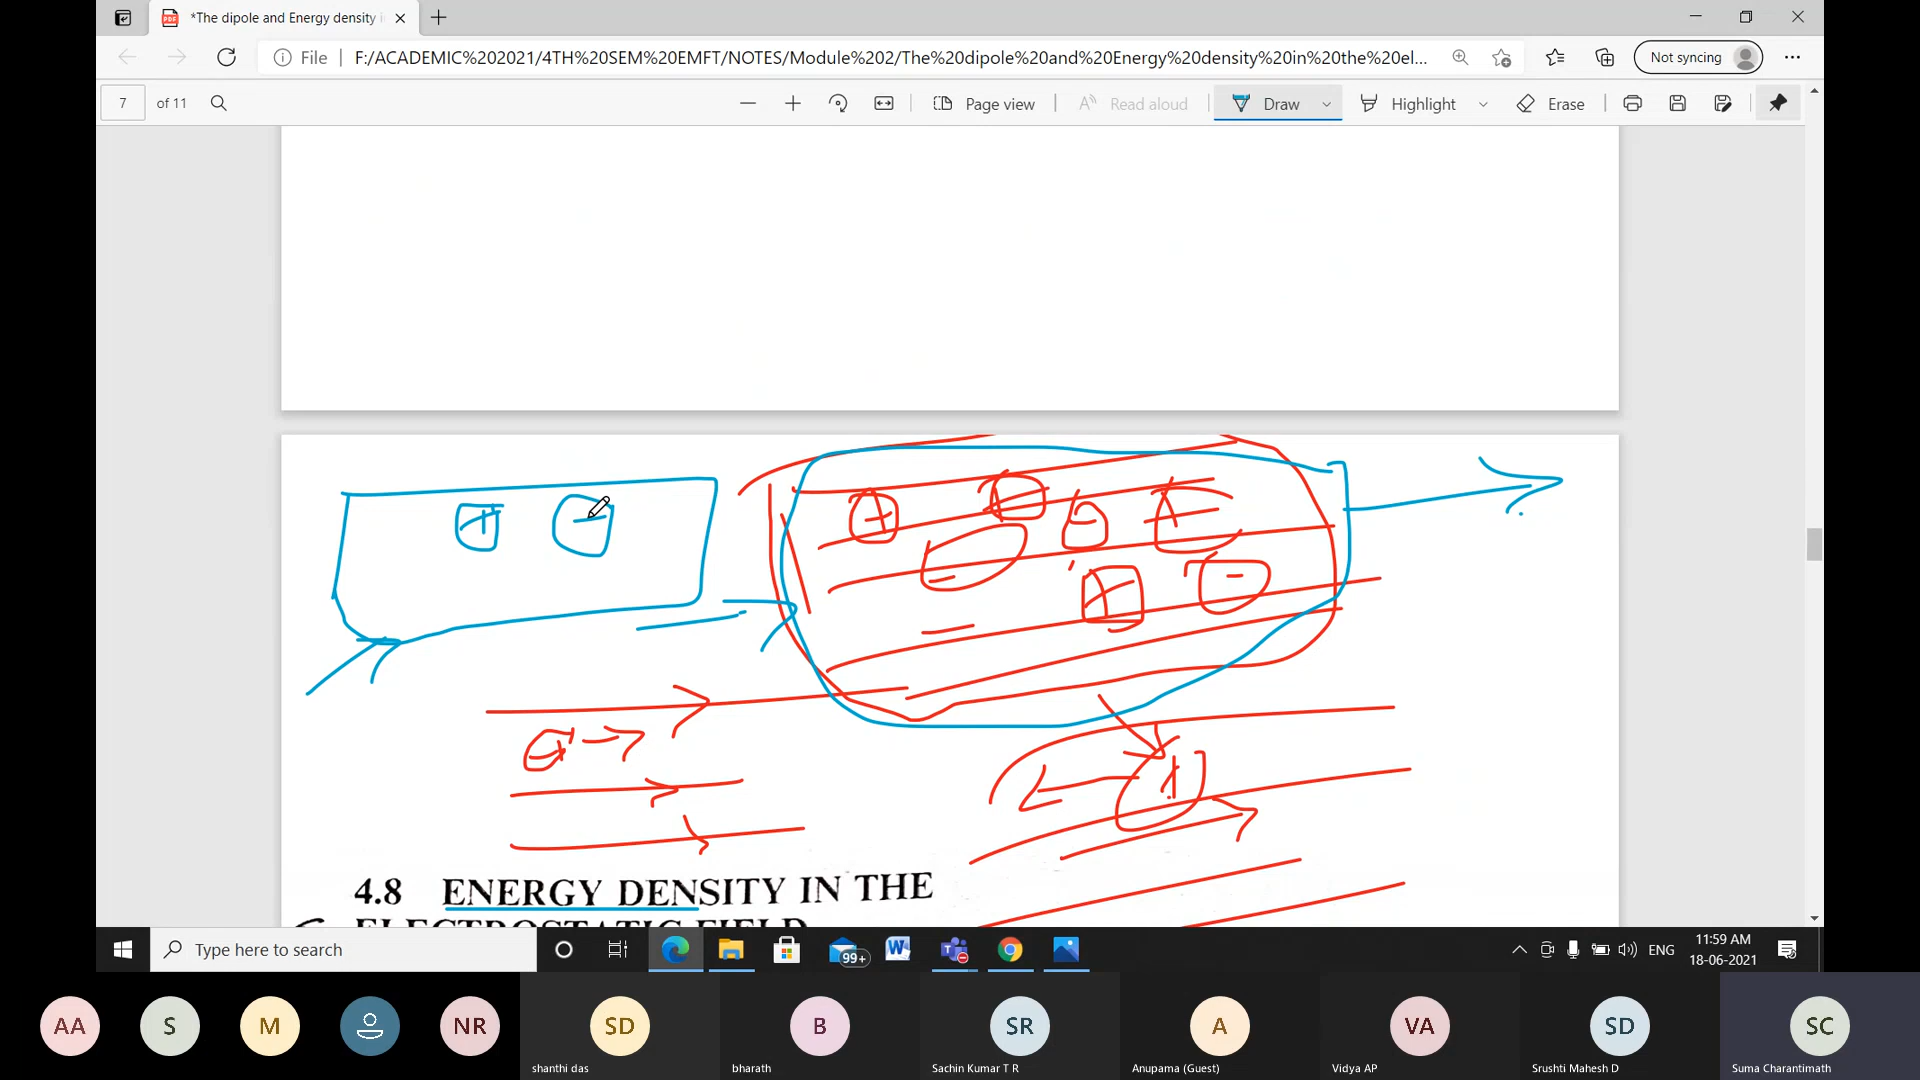 *The dipole and Energy density i
File
F:/ACADEMIC%202021/4TH%20SEM%20EMFT/NOTES/Module%202/The%20dipole%20and%20Energy%20density%20in%20the%20el...
Not syncing
7 of 11
Page view
Read aloud
Draw
Highlight
Erase
+ -
4.8 ENERGY DENSITY IN THE
ELECTROSTATIC FIELD
Type here to search
99+
ENG
11:59 AM
18-06-2021
AA
S
M
NR
SD
B
SR
A
VA
SD
SC
shanthi das
bharath
Sachin Kumar T R
Anupama (Guest)
Vidya AP
Srushti Mahesh D
Suma Charantimath